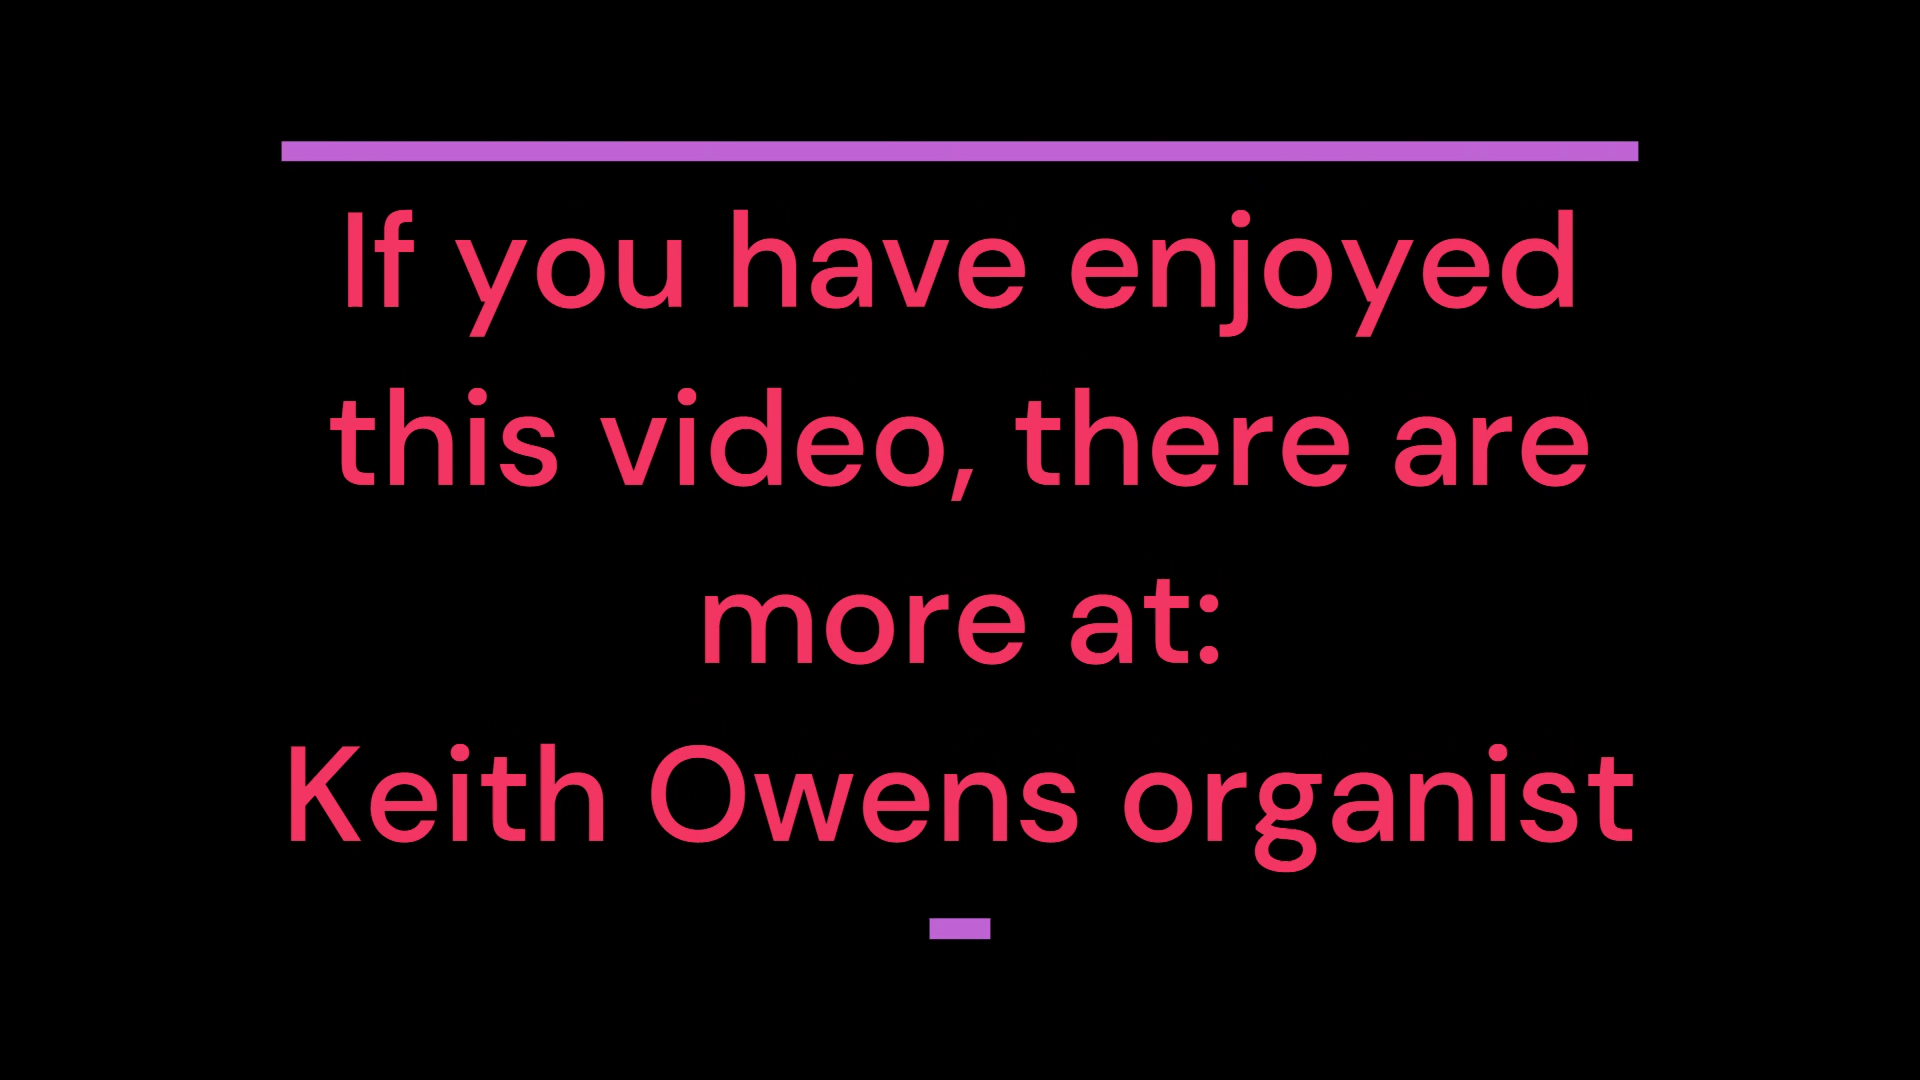 If you have enjoyed
this video, there are
more at:
Keith Owens organist